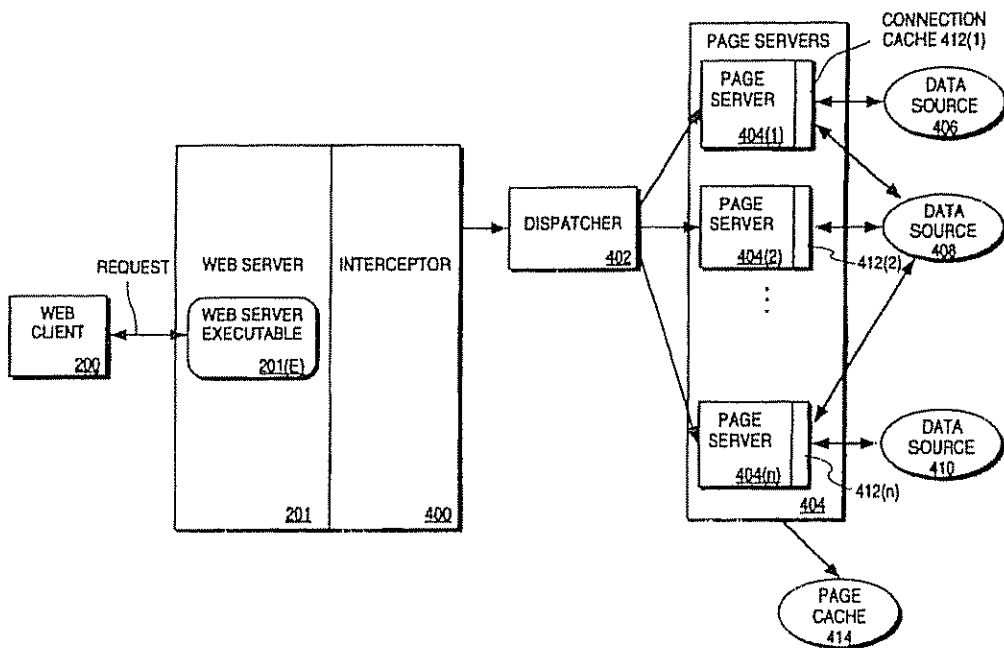 CONNECTION
CACHE 412(1)
PAGE SERVERS
PAGE
SERVER
404(1)
DATA
SOURCE
406
DISPATCHER
402
PAGE
SERVER
404(2)
412(2)
DATA
SOURCE
408
REQUEST
WEB SERVER
INTERCEPTOR
WEB
CLIENT
200
WEB SERVER
EXECUTABLE
201(E)
PAGE
SERVER
404(n)
412(n)
DATA
SOURCE
410
201
400
404
PAGE
CACHE
414